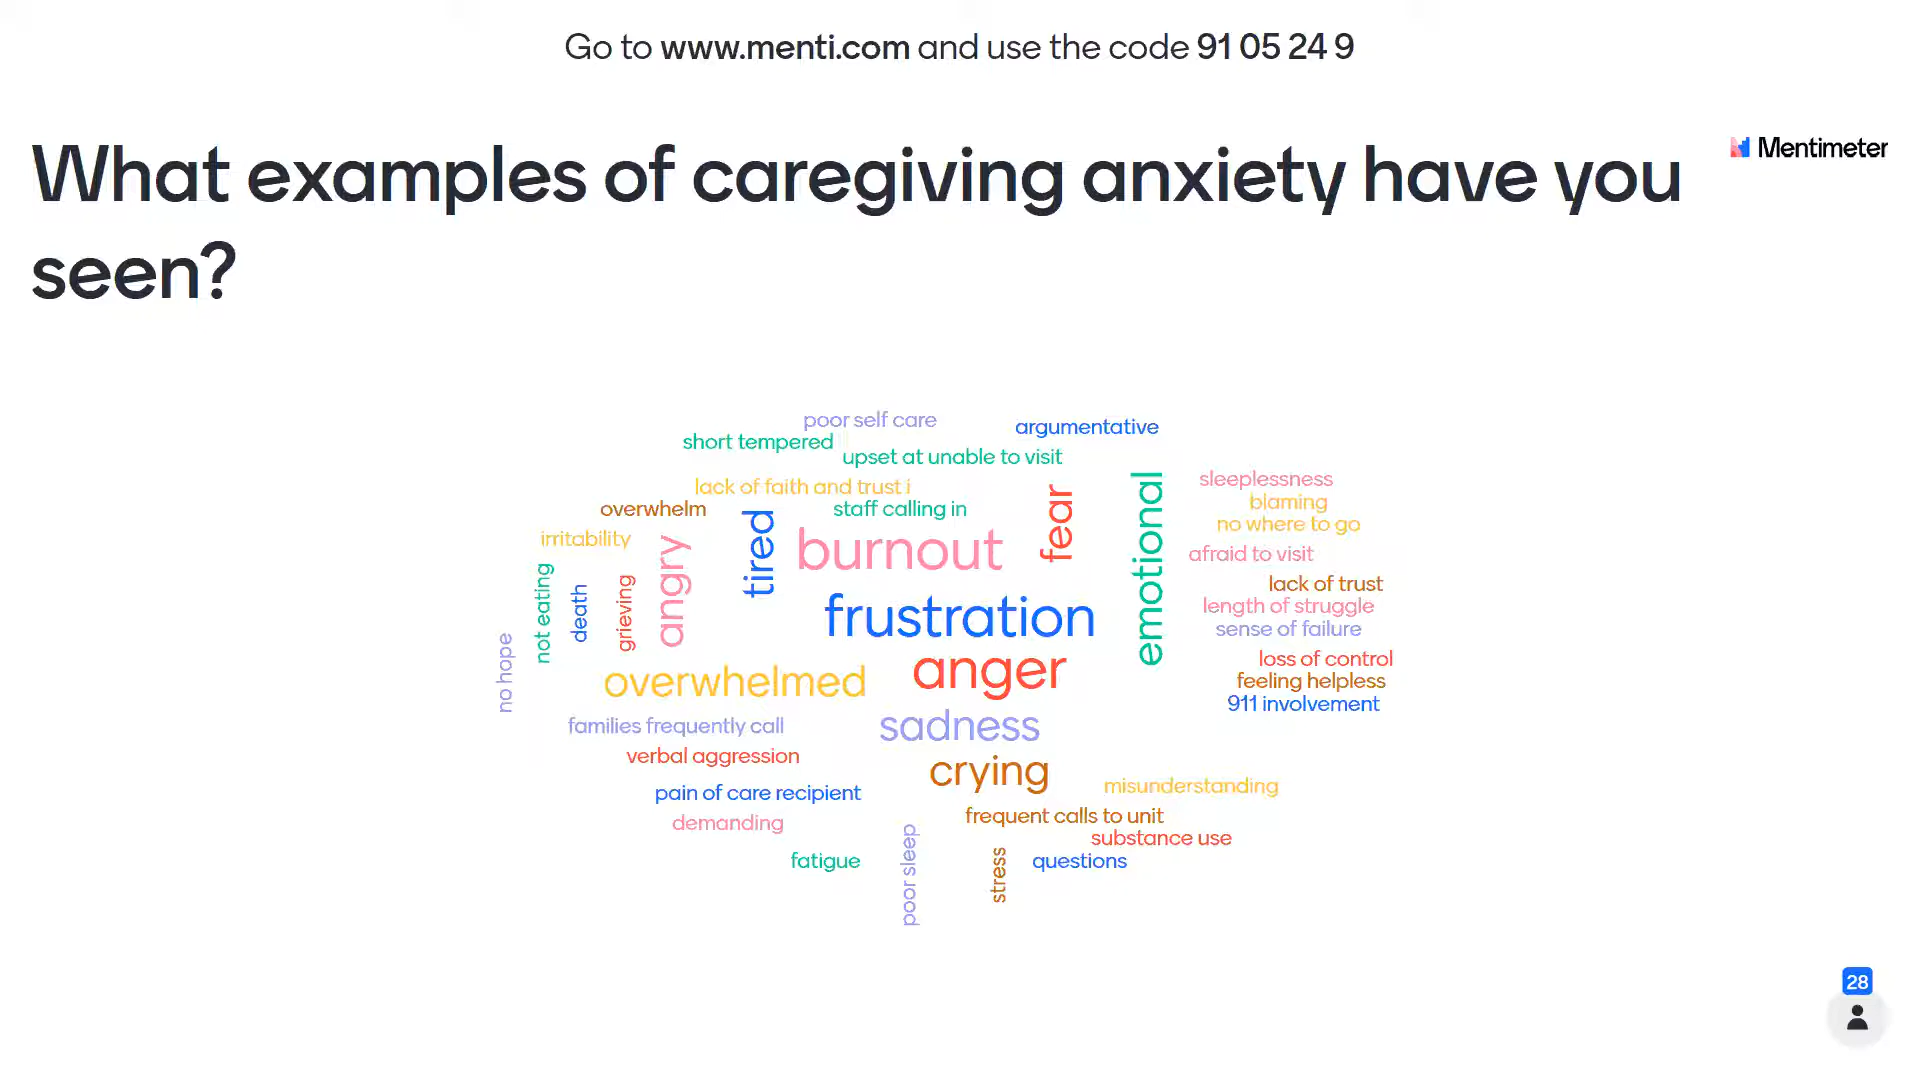 Go to www.menti.com and use the code 91 05 24 9
Mentimeter
What examples of caregiving anxiety have you
seen?
poor self care
argumentative
short tempered
upset at unable to visit
sleeplessness
lack of faith and trust i
blaming
overwhelm
staff calling in
fear
emotional
no where to go
irritability
tired
burnout
afraid to visit
angry
lack of trust
not eating
death
grieving
frustration
length of struggle
sense of failure
no hope
anger
loss of control
overwhelmed
feeling helpless
911 involvement
families frequently call
sadness
verbal aggression
crying
misunderstanding
pain of care recipient
frequent calls to unit
demanding
substance use
fatigue
poor sleep
stress
questions
28